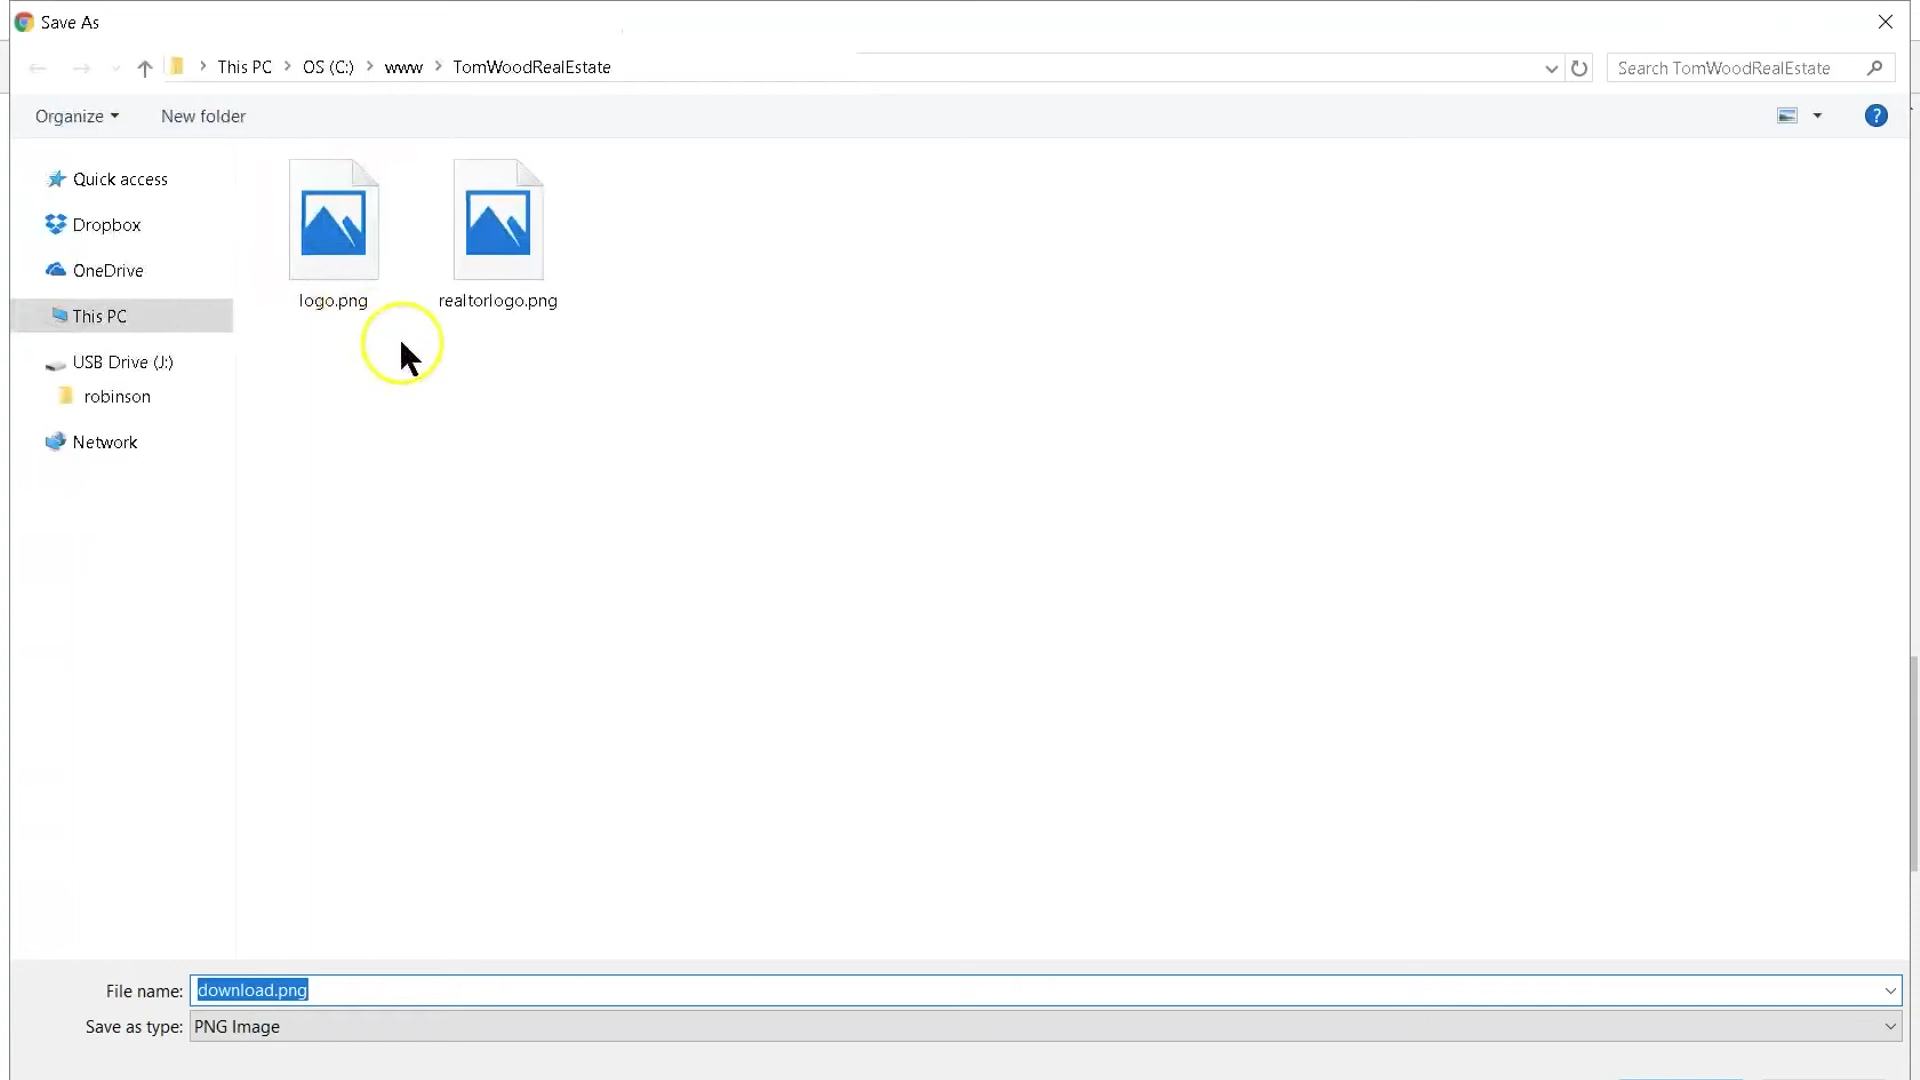 Save As
This PC > OS (C:) > www > TomWoodRealEstate
Search TomWoodRealEstate
Organize
New folder
?
Quick access
Dropbox
OneDrive
This PC
USB Drive (J:)
robinson
Network
logo.png
realtorlogo.png
File name: download.png
Save as type: PNG Image